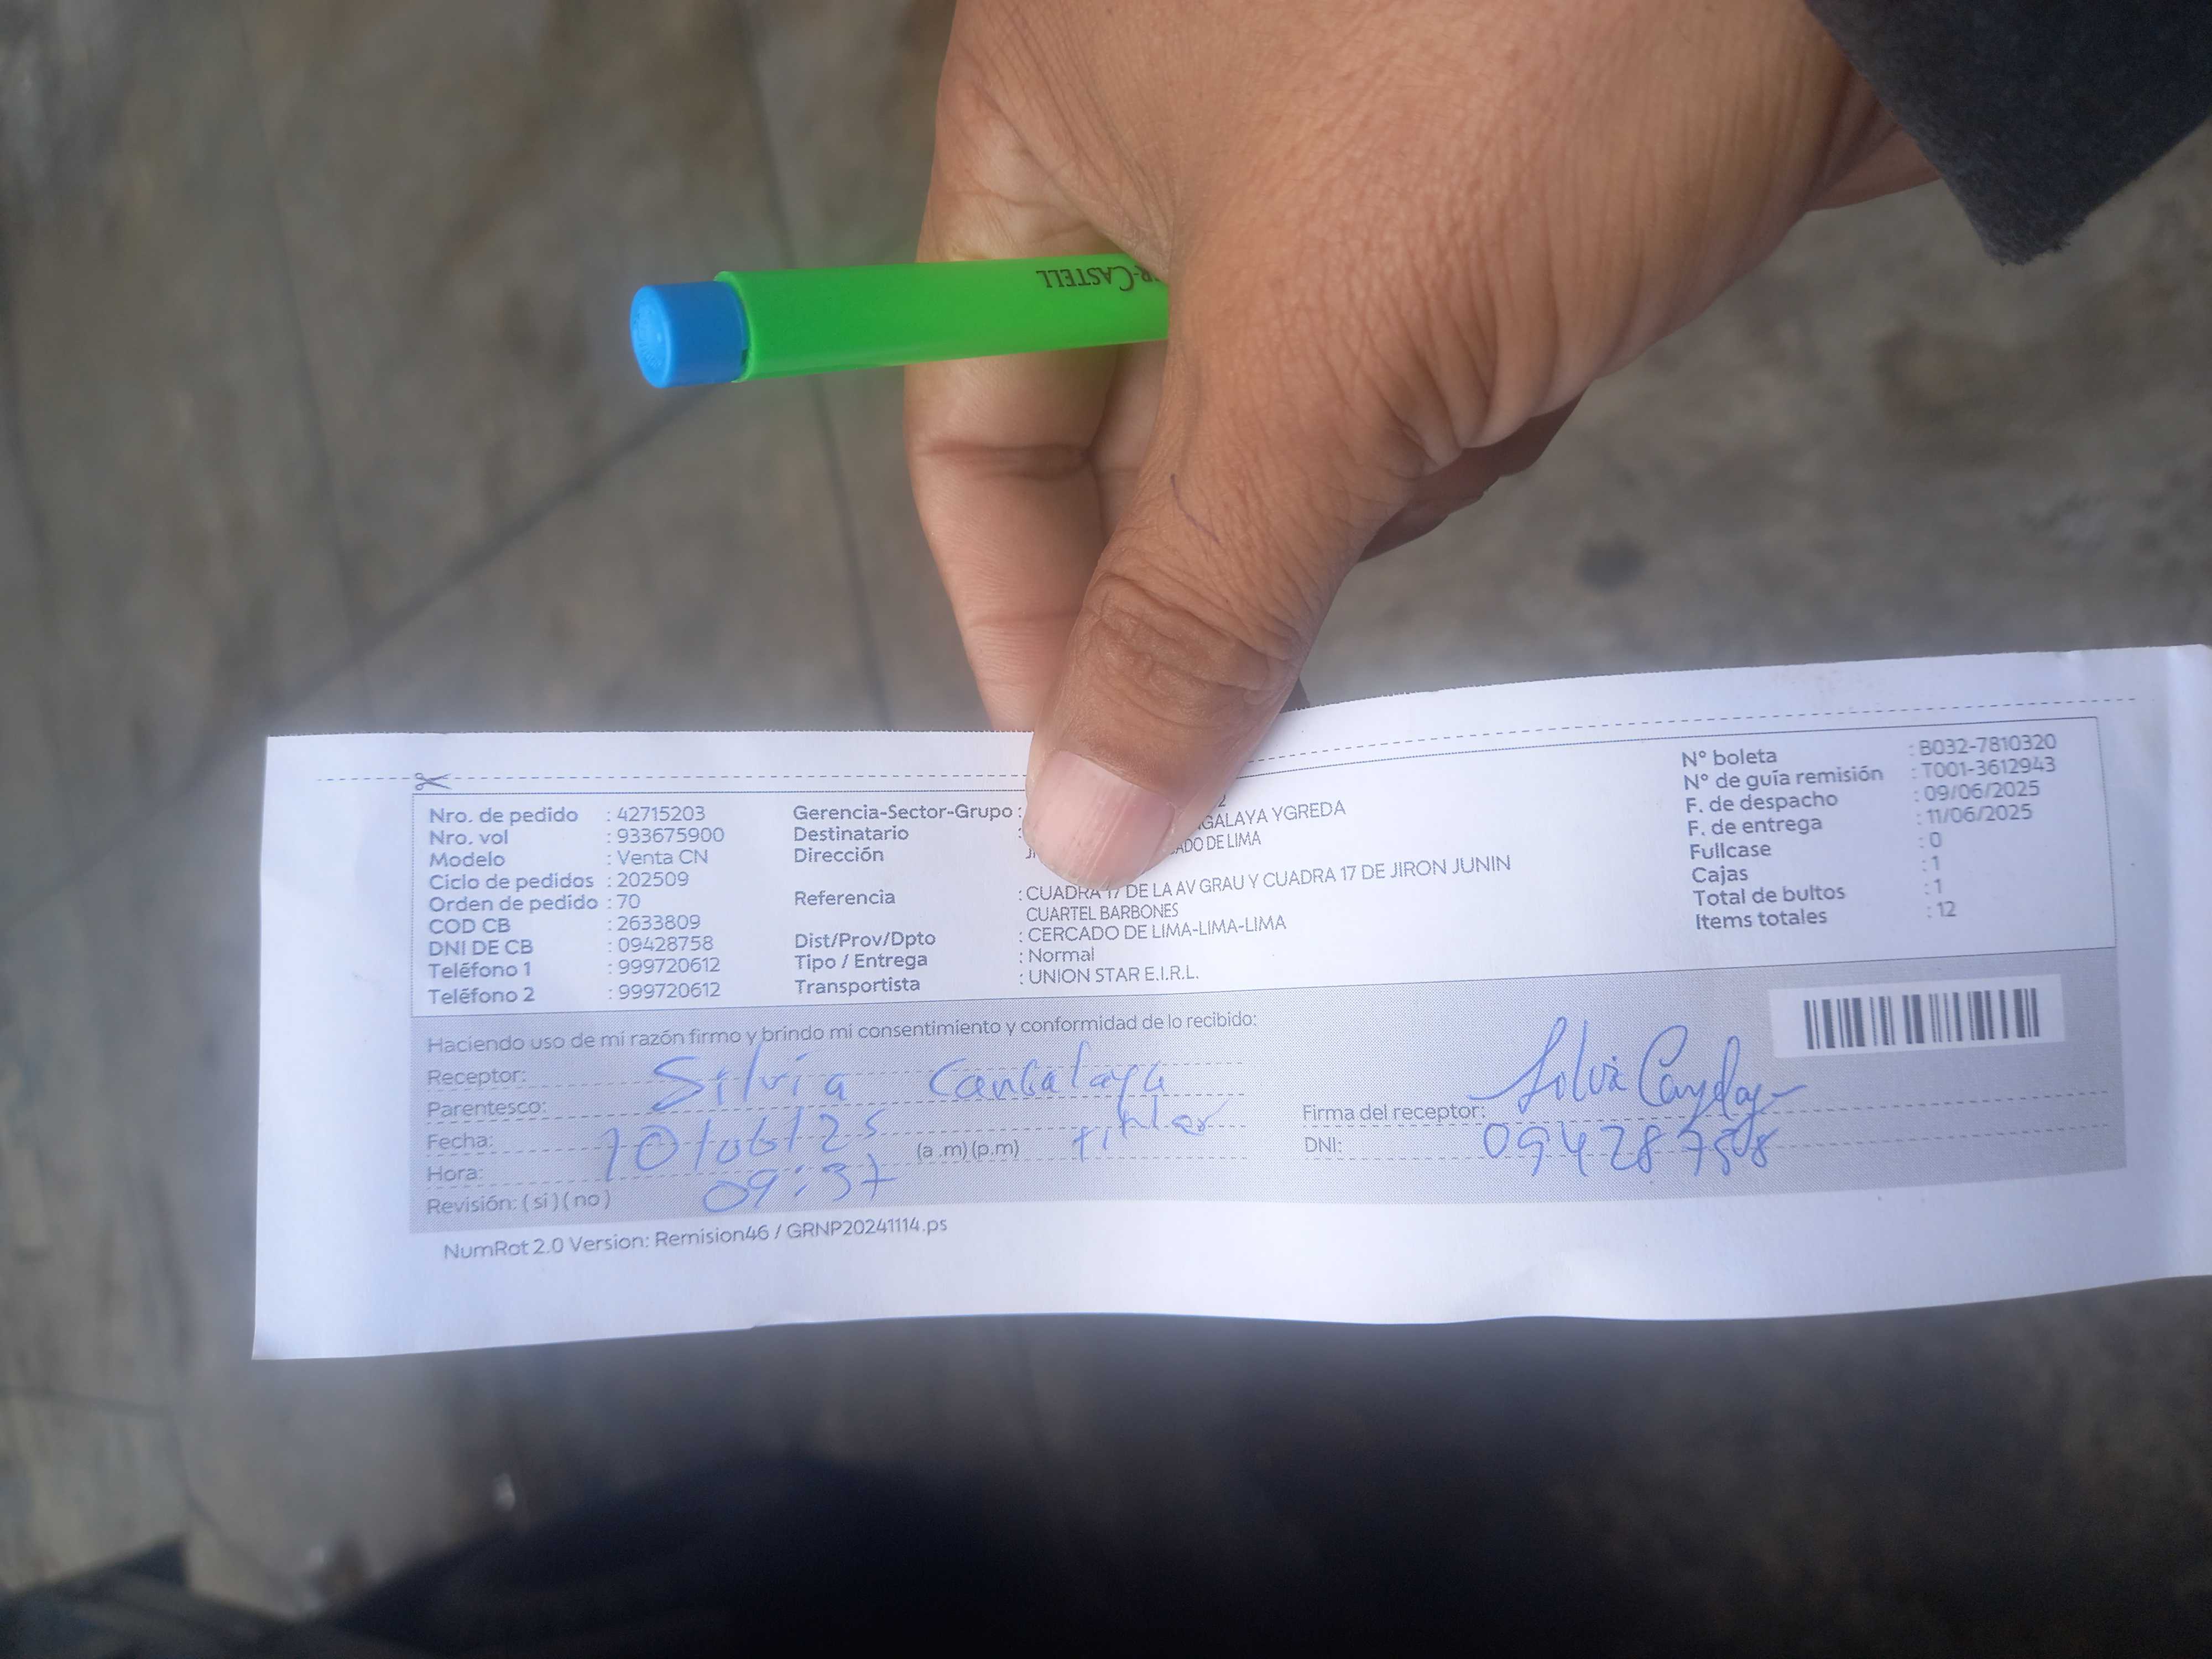 R-CASTELL
Nro. de pedido : 42715203
Nro. vol : 933675900
Modelo : Venta CN
Ciclo de pedidos : 202509
Orden de pedido : 70
COD CB : 2633809
DNI DE CB : 09428758
Teléfono 1 : 999720612
Teléfono 2 : 999720612
Gerencia-Sector-Grupo : 2
Destinatario : GALAYA YGREDA
Dirección ADO DE LIMA
Referencia : CUADRA 17 DE LA AV GRAU Y CUADRA 17 DE JIRON JUNIN
CUARTEL BARBONES
Dist/Prov/Dpto : CERCADO DE LIMA-LIMA-LIMA
Tipo / Entrega : Normal
Transportista : UNION STAR E.I.R.L.
N° boleta : B032-7810320
N° de guía remisión : T001-3612943
F. de despacho : 09/06/2025
F. de entrega : 11/06/2025
Fullcase : 0
Cajas : 1
Total de bultos : 1
Items totales : 12
Haciendo uso de mi razón firmo y brindo mi consentimiento y conformidad de lo recibido:
Receptor: Silvia Cangalaya
Parentesco:
Fecha: 10/06/25 (a .m) (p.m)
Hora: 09:37
Revisión: ( si ) ( no )
Firma del receptor: Silvia
DNI: 09428758
NumRot 2.0 Version: Remision46 / GRNP20241114.ps